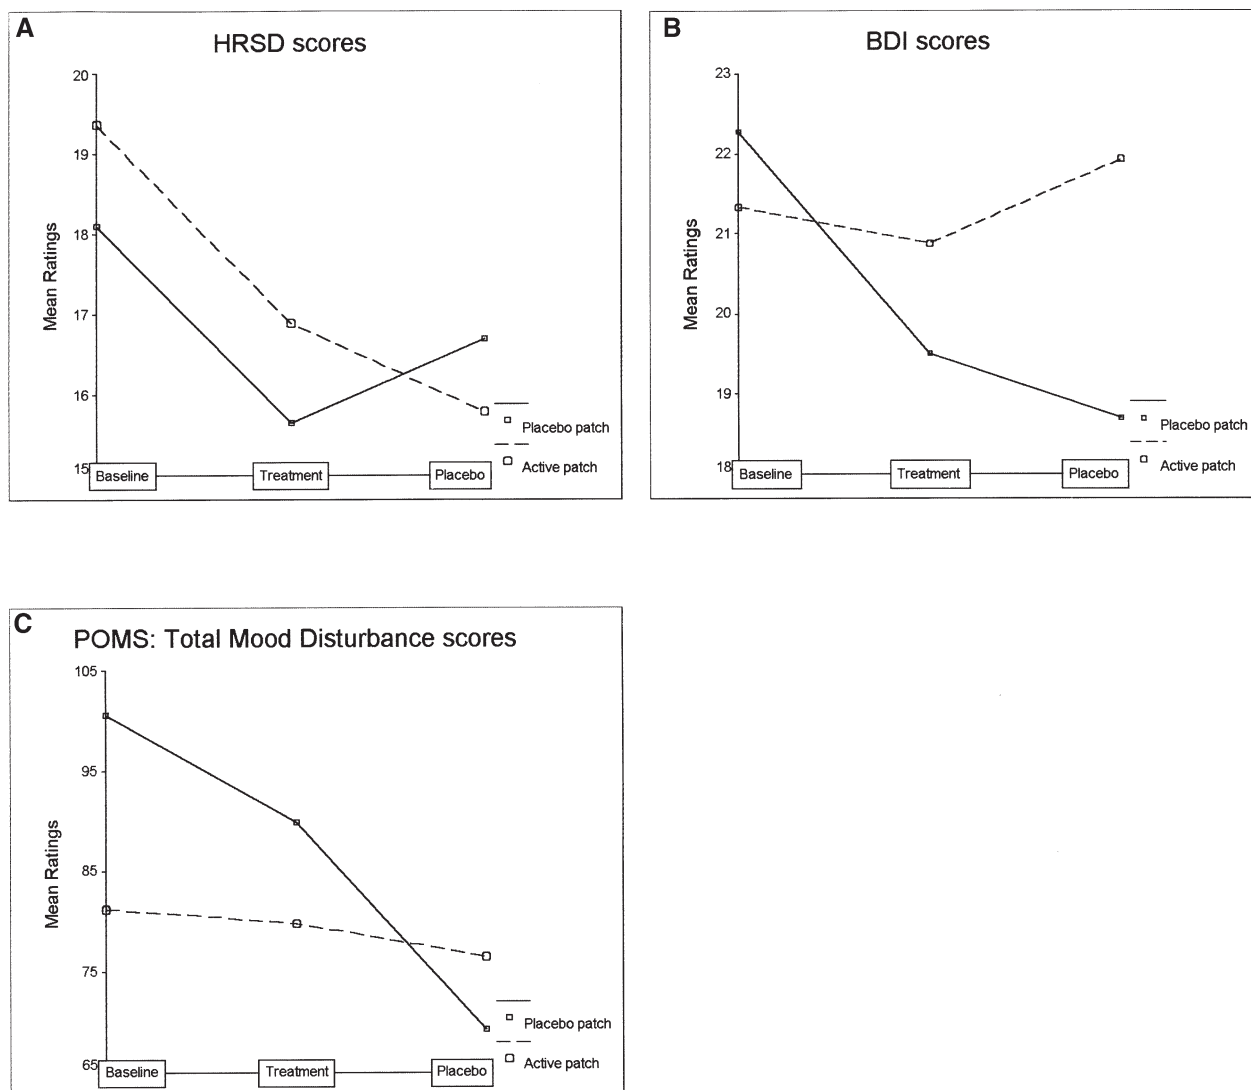 A
HRSD scores
20
19
18
17
16
15
Mean Ratings
Baseline
Treatment
Placebo
Placebo patch
Active patch
B
BDI scores
23
22
21
20
19
18
Mean Ratings
Baseline
Treatment
Placebo
Placebo patch
Active patch
C
POMS: Total Mood Disturbance scores
105
95
85
75
65
Mean Ratings
Baseline
Treatment
Placebo
Placebo patch
Active patch